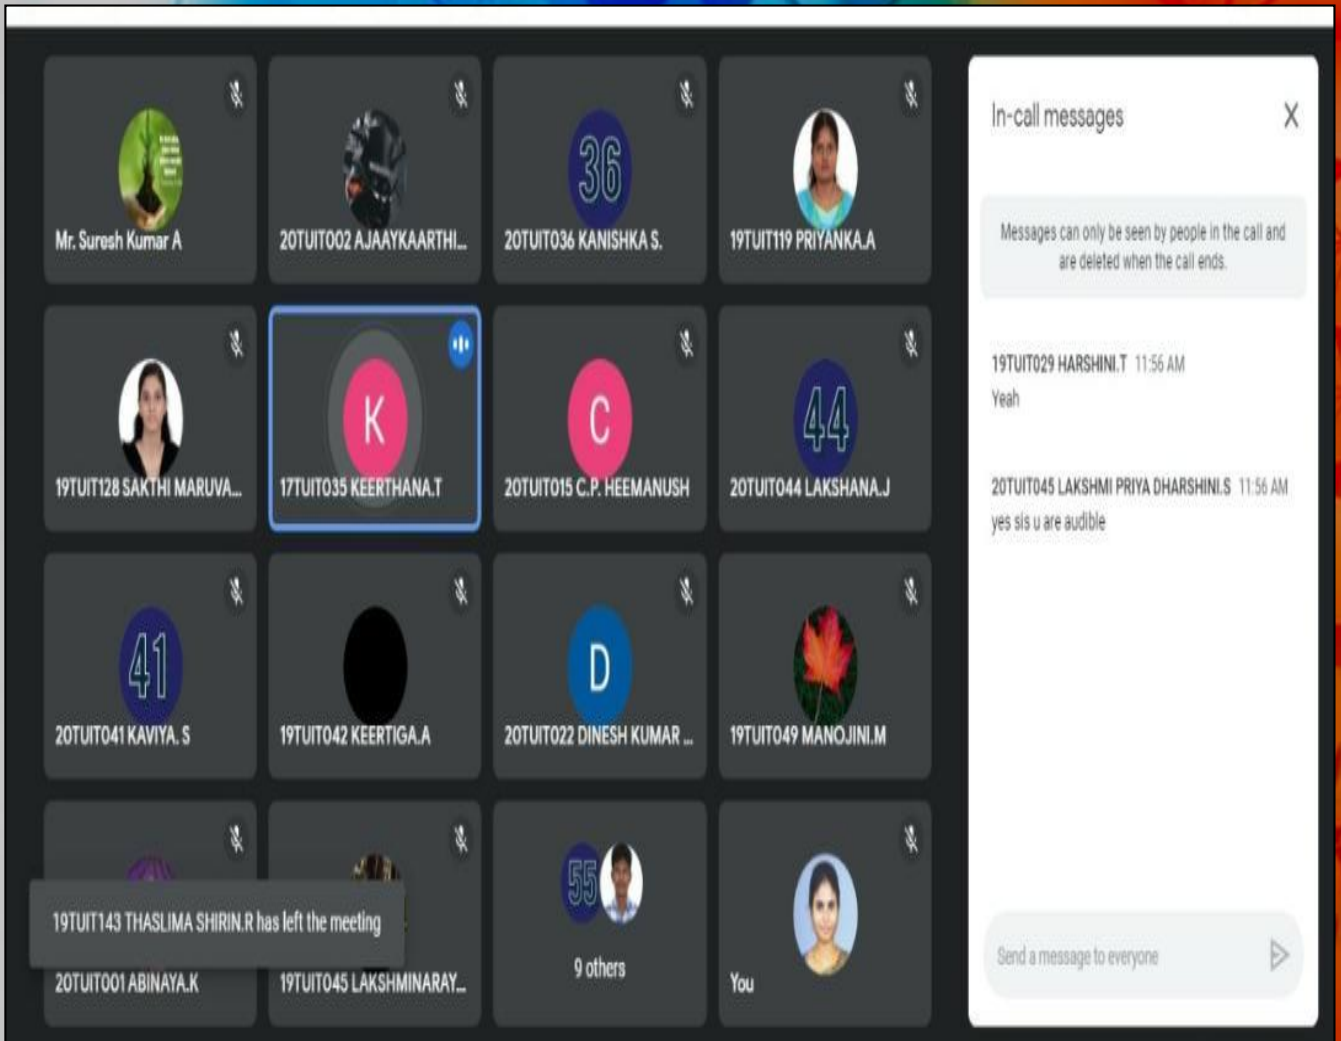 Mr. Suresh Kumar A
20TUIT002 AJAAYKAARTHI...
36
20TUIT036 KANISHKA S.
19TUIT119 PRIYANKA.A
19TUIT128 SAKTHI MARUVA...
K
17TUIT035 KEERTHANA.T
C
20TUIT015 C.P. HEEMANUSH
44
20TUIT044 LAKSHANA.J
41
20TUIT041 KAVIYA. S
19TUIT042 KEERTIGA.A
D
20TUIT022 DINESH KUMAR ...
19TUIT049 MANOJINI.M
19TUIT143 THASLIMA SHIRIN.R has left the meeting
20TUIT001 ABINAYA.K
19TUIT045 LAKSHMINARAY...
55
9 others
You
In-call messages
Messages can only be seen by people in the call and
are deleted when the call ends.
19TUIT029 HARSHINI.T 11:56 AM
Yeah
20TUIT045 LAKSHMI PRIYA DHARSHINI.S 11:56 AM
yes sis u are audible
Send a message to everyone